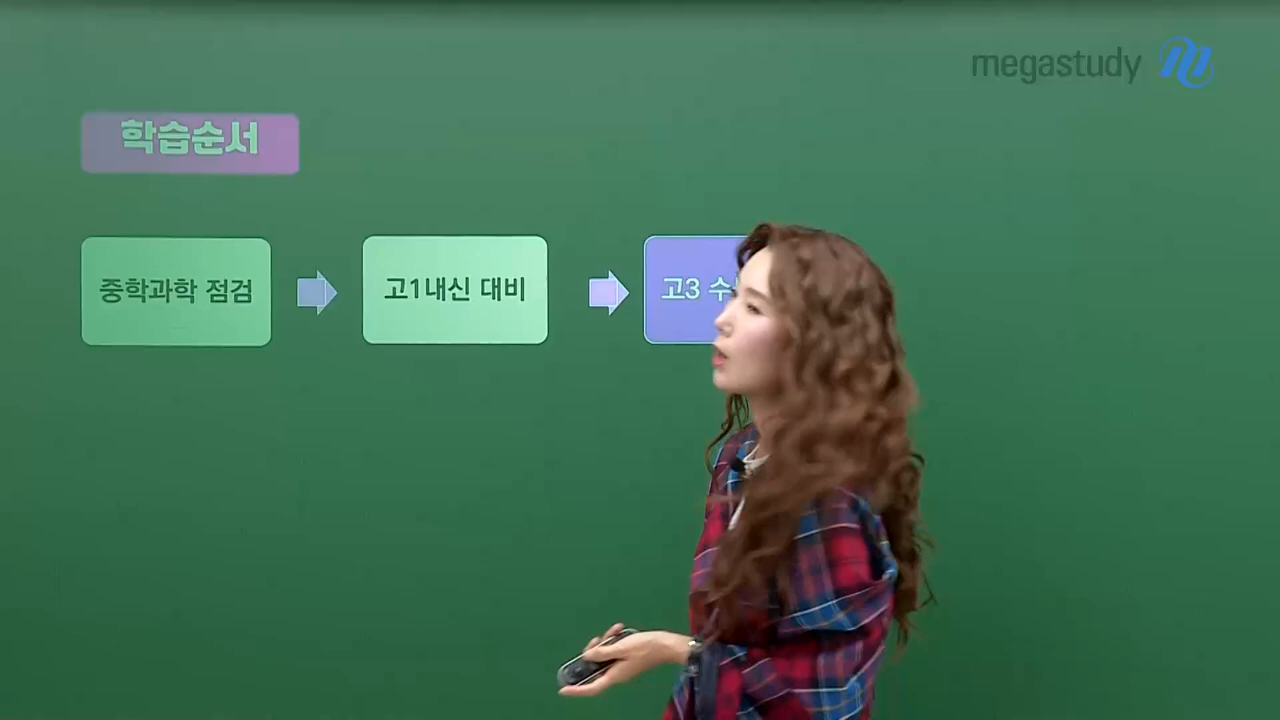 megastudy
학습순서
중학과학 점검
고1내신 대비
고3